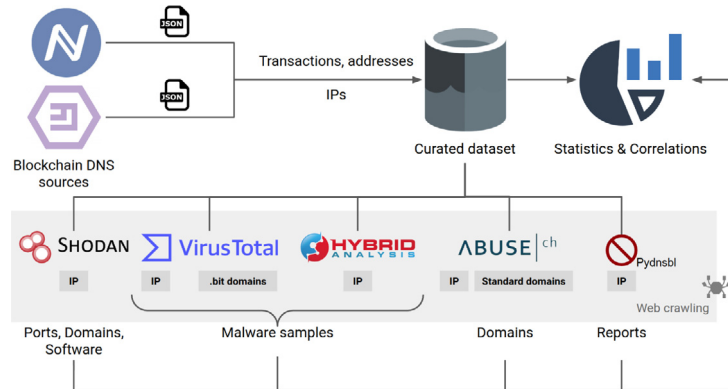 JSON
JSON
Transactions, addresses
IPs
Blockchain DNS
sources
Curated dataset
Statistics & Correlations
SHODAN
VirusTotal
HYBRID
ANALYSIS
ABUSE|ch
Pydnsbl
IP
IP
.bit domains
IP
IP
Standard domains
IP
Web crawling
Ports, Domains,
Software
Malware samples
Domains
Reports